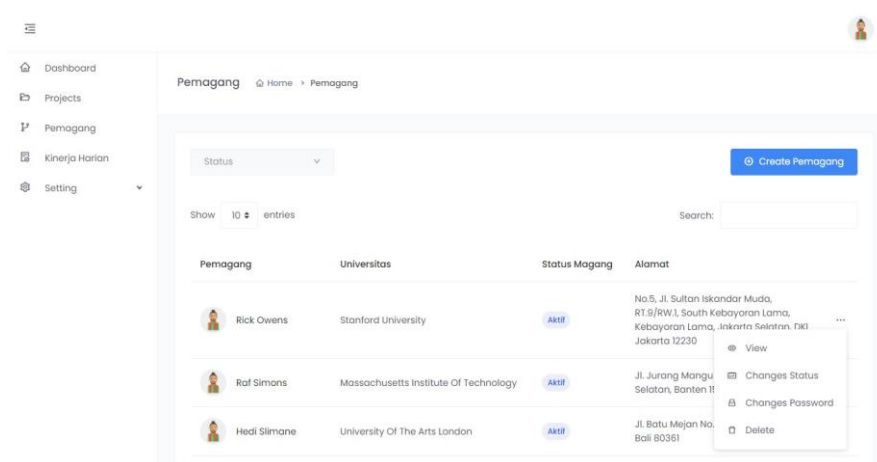 Dashboard
Projects
Pemagang
Kinerja Harian
Setting
Pemagang Home > Pemagang
Status
Create Pemagang
Show 10 entries
Search:
Pemagang Universitas Status Magang Alamat
Rick Owens Stanford University Aktif
No.5, Jl. Sultan Iskandar Muda,
RT.9/RW.1, South Kebayoran Lama,
Kebayoran Lama, Jakarta Selatan, DKI
Jakarta 12230
...
View
Changes Status
Changes Password
Delete
Raf Simons Massachusetts Institute Of Technology Aktif
Jl. Jurang Mangu
Selatan, Banten
Hedi Slimane University Of The Arts London Aktif
Jl. Batu Mejan No.
Bali 80361